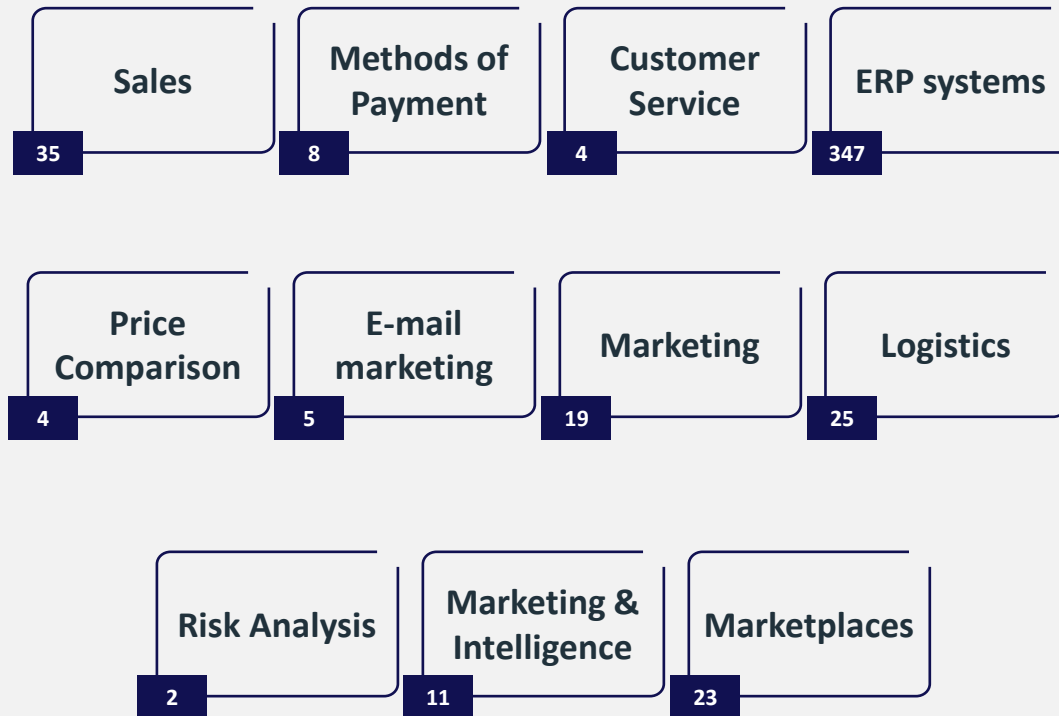 Sales
35
Methods of
Payment
8
Customer
Service
4
ERP systems
347
Price
Comparison
4
E-mail
marketing
5
Marketing
19
Logistics
25
Risk Analysis
2
Marketing &
Intelligence
11
Marketplaces
23